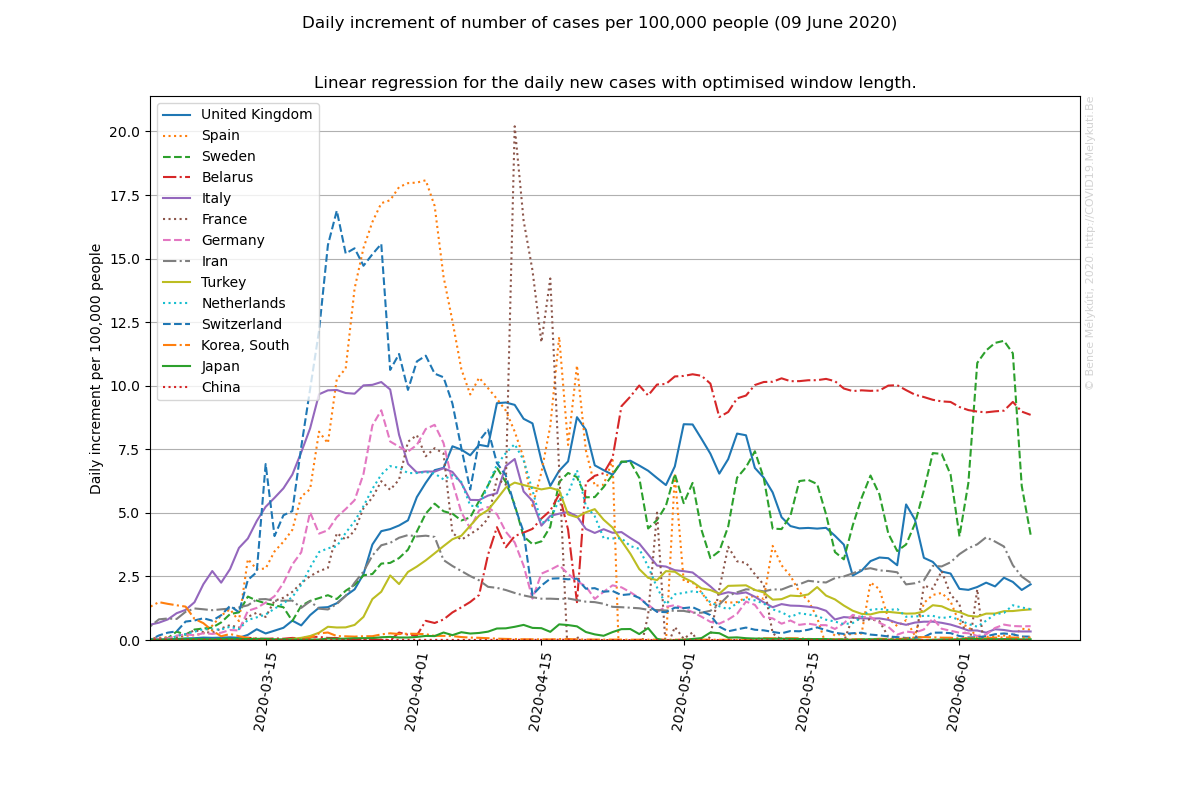 Daily increment of number of cases per 100,000 people (09 June 2020)
Linear regression for the daily new cases with optimised window length.
United Kingdom
Spain
Sweden
Belarus
Italy
France
Germany
Iran
Turkey
Netherlands
Switzerland
Korea, South
Japan
China
20.0
17.5
15.0
12.5
10.0
7.5
5.0
2.5
0.0
Daily increment per 100,000 people
2020-03-15
2020-04-01
2020-04-15
2020-05-01
2020-05-15
2020-06-01
© Bence Mélykúti, 2020. http://COVID19.Melykuti.Be